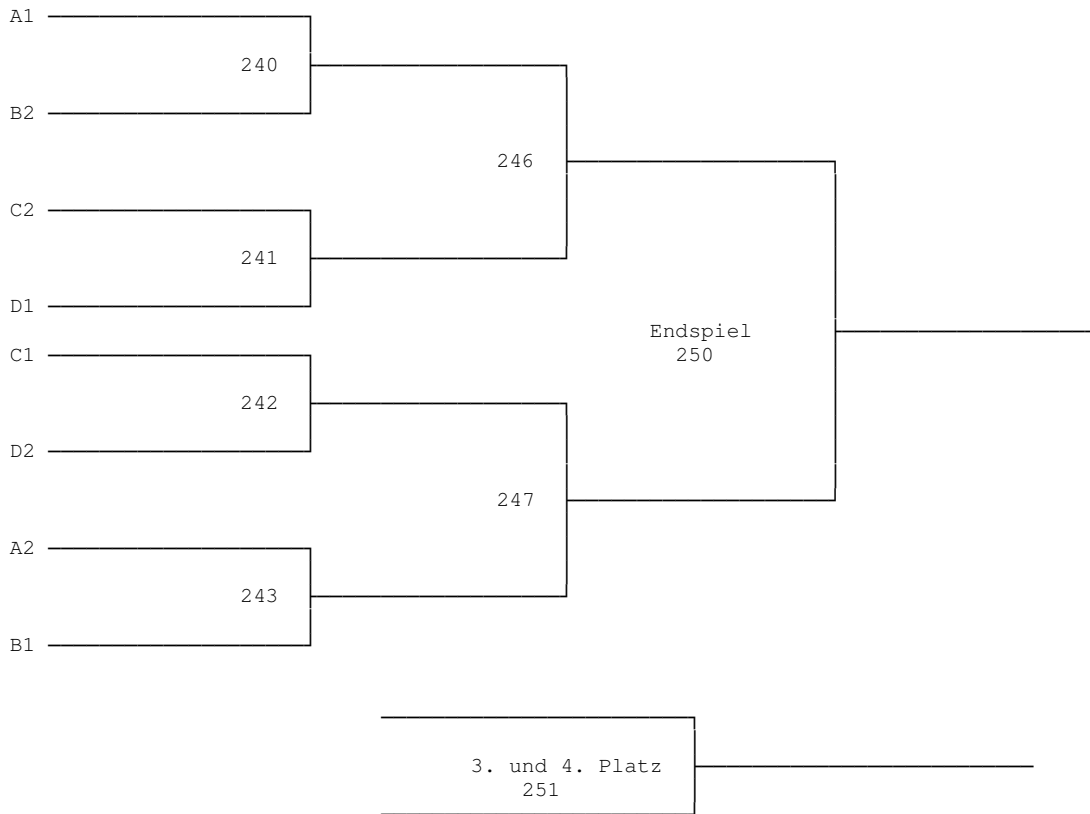 A1
240
B2
246
C2
241
D1
Endspiel
250
C1
242
D2
247
A2
243
B1
3. und 4. Platz
251